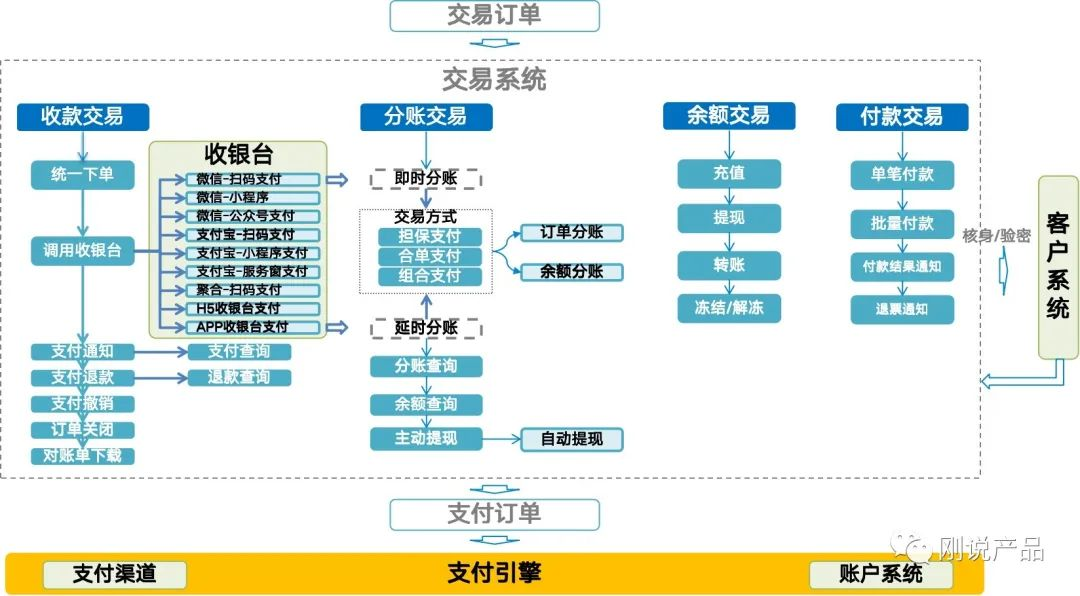 交易订单
交易系统
收款交易
统一下单
调用收银台
支付通知
支付查询
支付退款
退款查询
支付撤销
订单关闭
对账单下载
收银台
微信-扫码支付
微信-小程序
微信-公众号支付
支付宝-扫码支付
支付宝-小程序支付
支付宝-服务窗支付
聚合-扫码支付
H5收银台支付
APP收银台支付
分账交易
即时分账
交易方式
担保支付
合单支付
组合支付
订单分账
余额分账
延时分账
分账查询
余额查询
主动提现
自动提现
余额交易
充值
提现
转账
冻结/解冻
付款交易
单笔付款
批量付款
付款结果通知
退票通知
核身/验密
客户系统
支付订单
支付渠道
支付引擎
账户系统
刚说产品